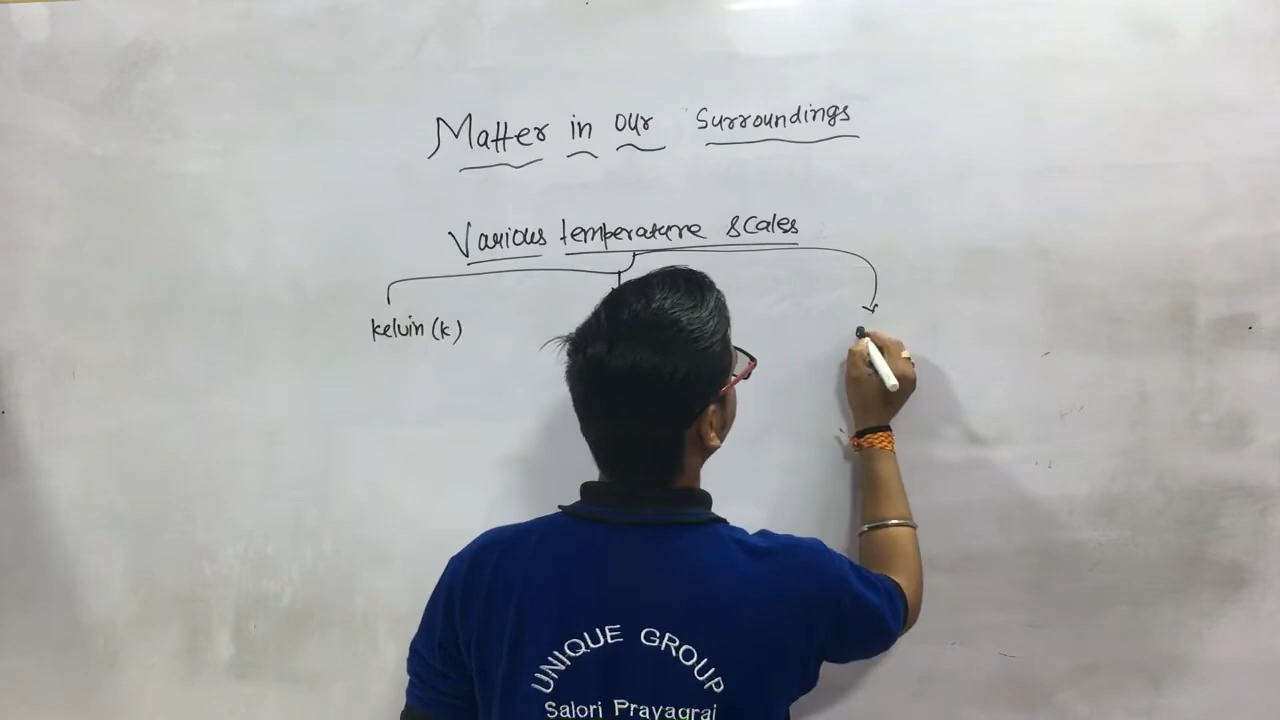 Matter in our Surroundings
Various temperature scales
kelvin (k)
UNIQUE GROUP
Salori Prayagraj